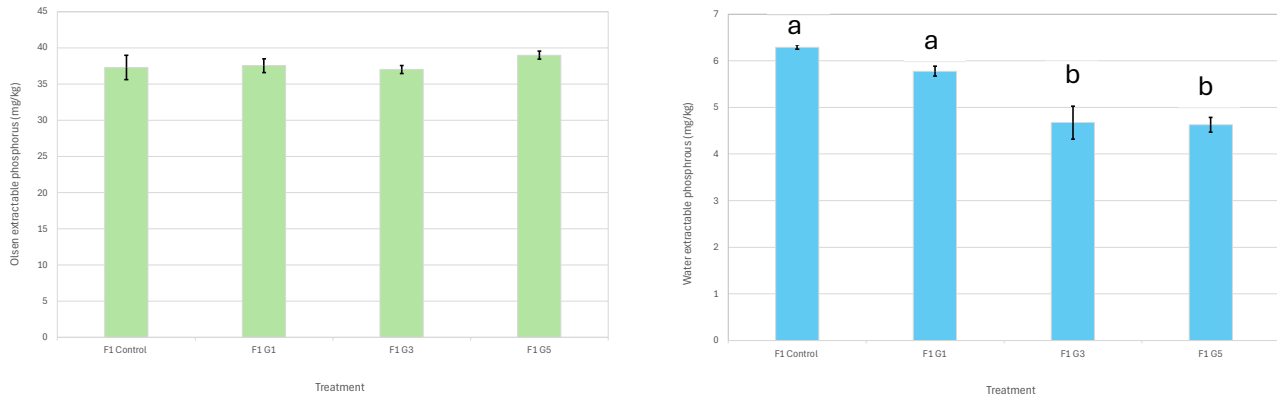 45
40
35
30
25
20
15
10
5
0
Olsen extractable phosphorus (mg/kg)
F1 Control F1 G1 F1 G3 F1 G5
Treatment
7
6
5
4
3
2
1
0
Water extractable phosphrous (mg/kg)
a
a
b
b
F1 Control F1 G1 F1 G3 F1 G5
Treatment